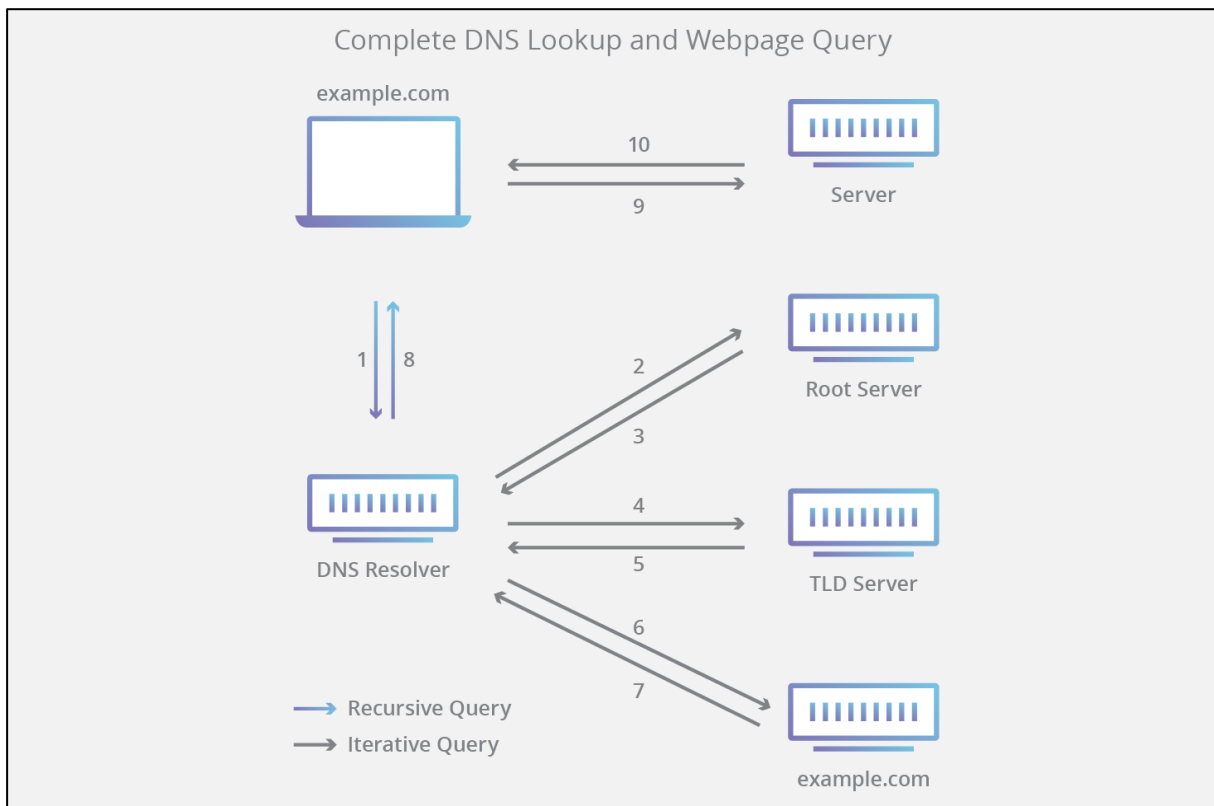 Complete DNS Lookup and Webpage Query
example.com
10
9
Server
1
8
2
3
Root Server
DNS Resolver
4
5
TLD Server
6
7
Recursive Query
Iterative Query
example.com